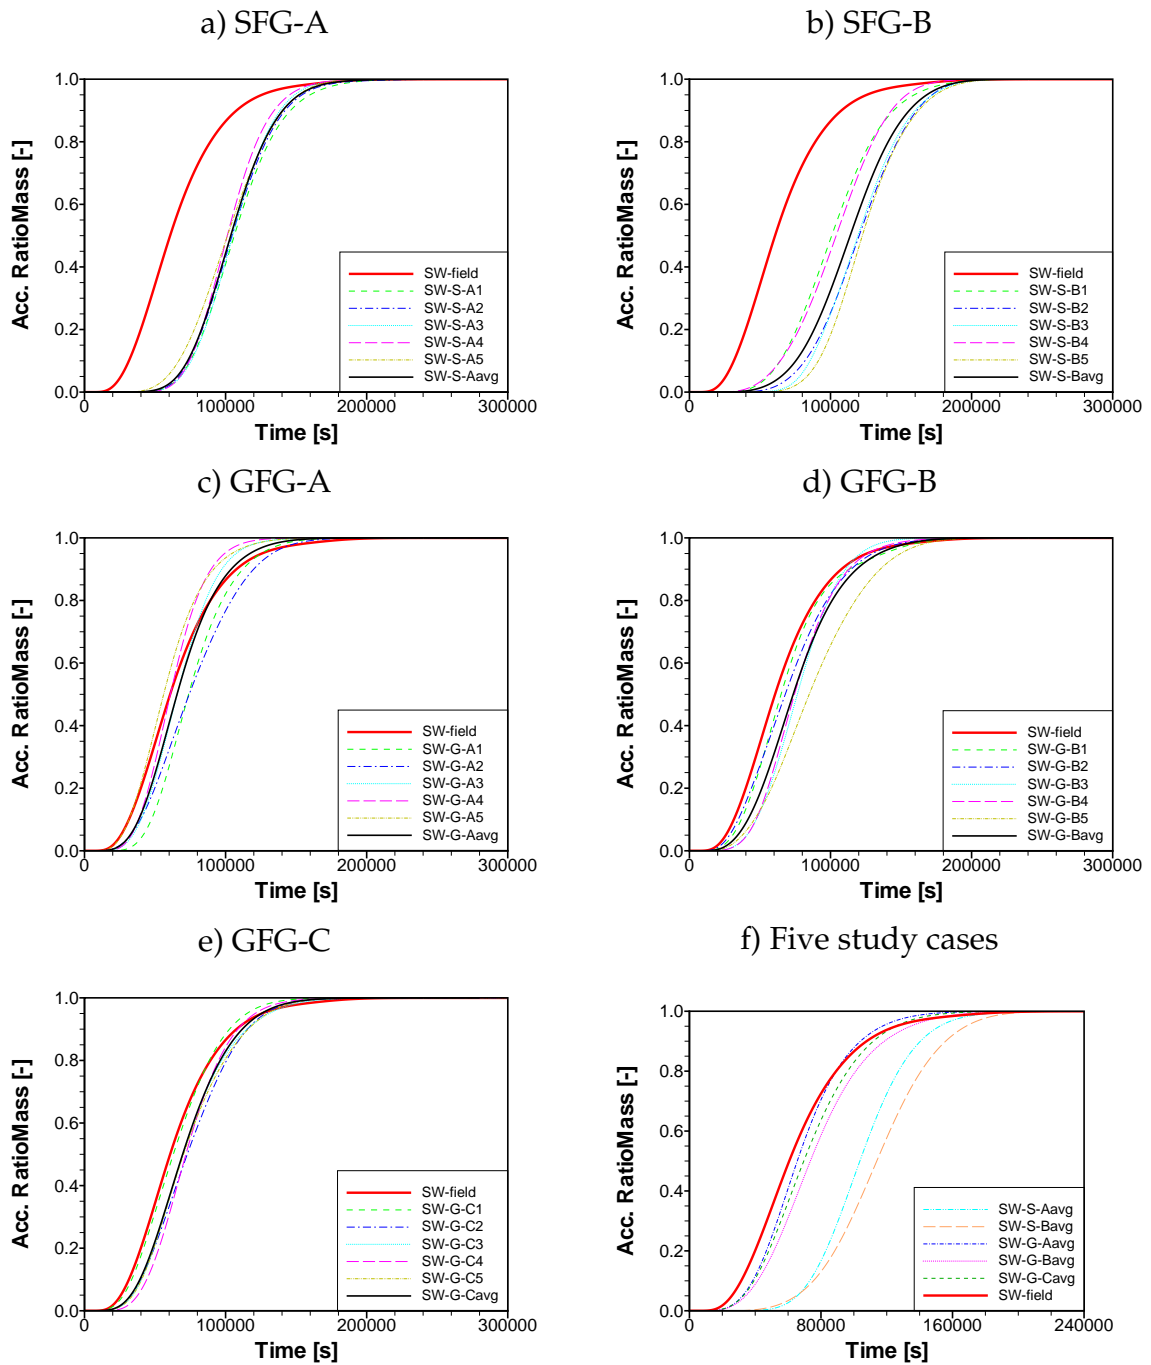 a) SFG-A
1.0
0.8
0.6
0.4
0.2
0.0
Acc. RatioMass [-]
SW-field
SW-S-A1
SW-S-A2
SW-S-A3
SW-S-A4
SW-S-A5
SW-S-Aavg
0 100000 200000 300000
Time [s]
b) SFG-B
1.0
0.8
0.6
0.4
0.2
0.0
Acc. RatioMass [-]
SW-field
SW-S-B1
SW-S-B2
SW-S-B3
SW-S-B4
SW-S-B5
SW-S-Bavg
0 100000 200000 300000
Time [s]
c) GFG-A
1.0
0.8
0.6
0.4
0.2
0.0
Acc. RatioMass [-]
SW-field
SW-G-A1
SW-G-A2
SW-G-A3
SW-G-A4
SW-G-A5
SW-G-Aavg
0 100000 200000 300000
Time [s]
d) GFG-B
1.0
0.8
0.6
0.4
0.2
0.0
Acc. RatioMass [-]
SW-field
SW-G-B1
SW-G-B2
SW-G-B3
SW-G-B4
SW-G-B5
SW-G-Bavg
0 100000 200000 300000
Time [s]
e) GFG-C
1.0
0.8
0.6
0.4
0.2
0.0
Acc. RatioMass [-]
SW-field
SW-G-C1
SW-G-C2
SW-G-C3
SW-G-C4
SW-G-C5
SW-G-Cavg
0 100000 200000 300000
Time [s]
f) Five study cases
1.0
0.8
0.6
0.4
0.2
0.0
Acc. RatioMass [-]
SW-S-Aavg
SW-S-Bavg
SW-G-Aavg
SW-G-Bavg
SW-G-Cavg
SW-field
0 80000 160000 240000
Time [s]